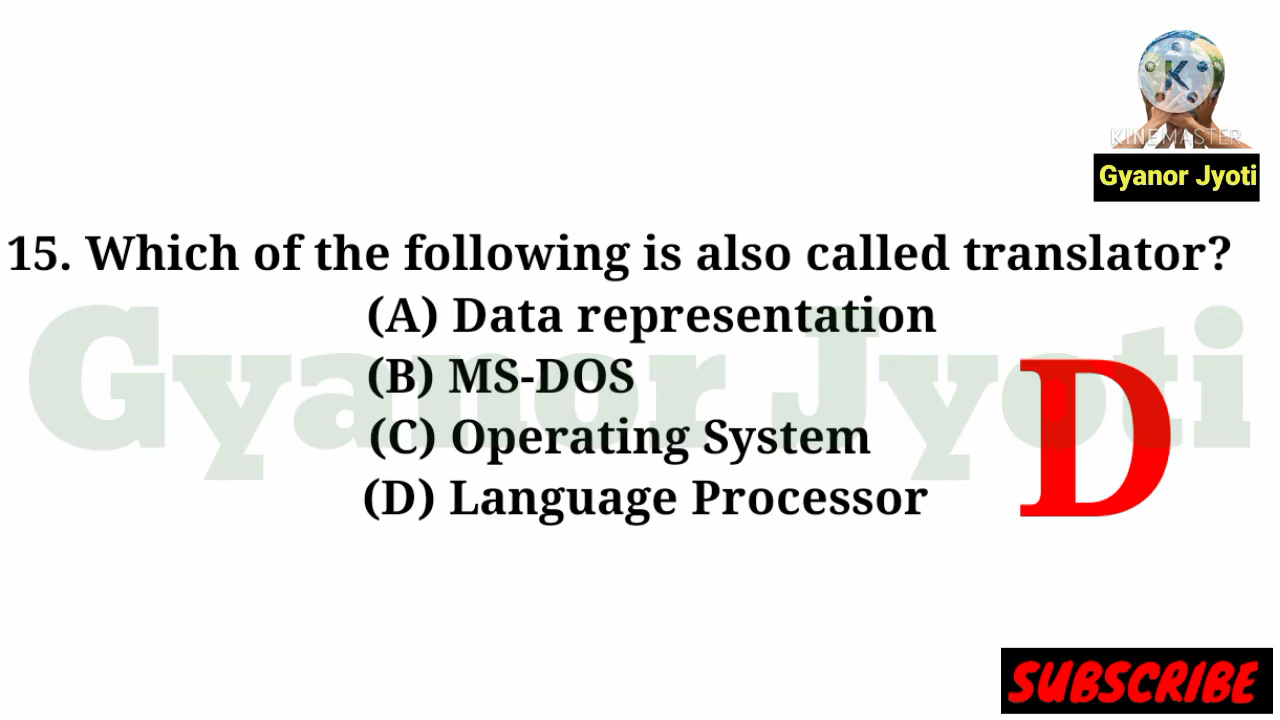 K
KINEMASTER
Gyanor Jyoti
15. Which of the following is also called translator?
(A) Data representation
(B) MS-DOS
(C) Operating System
(D) Language Processor
D
Gyanor Jyoti
SUBSCRIBE